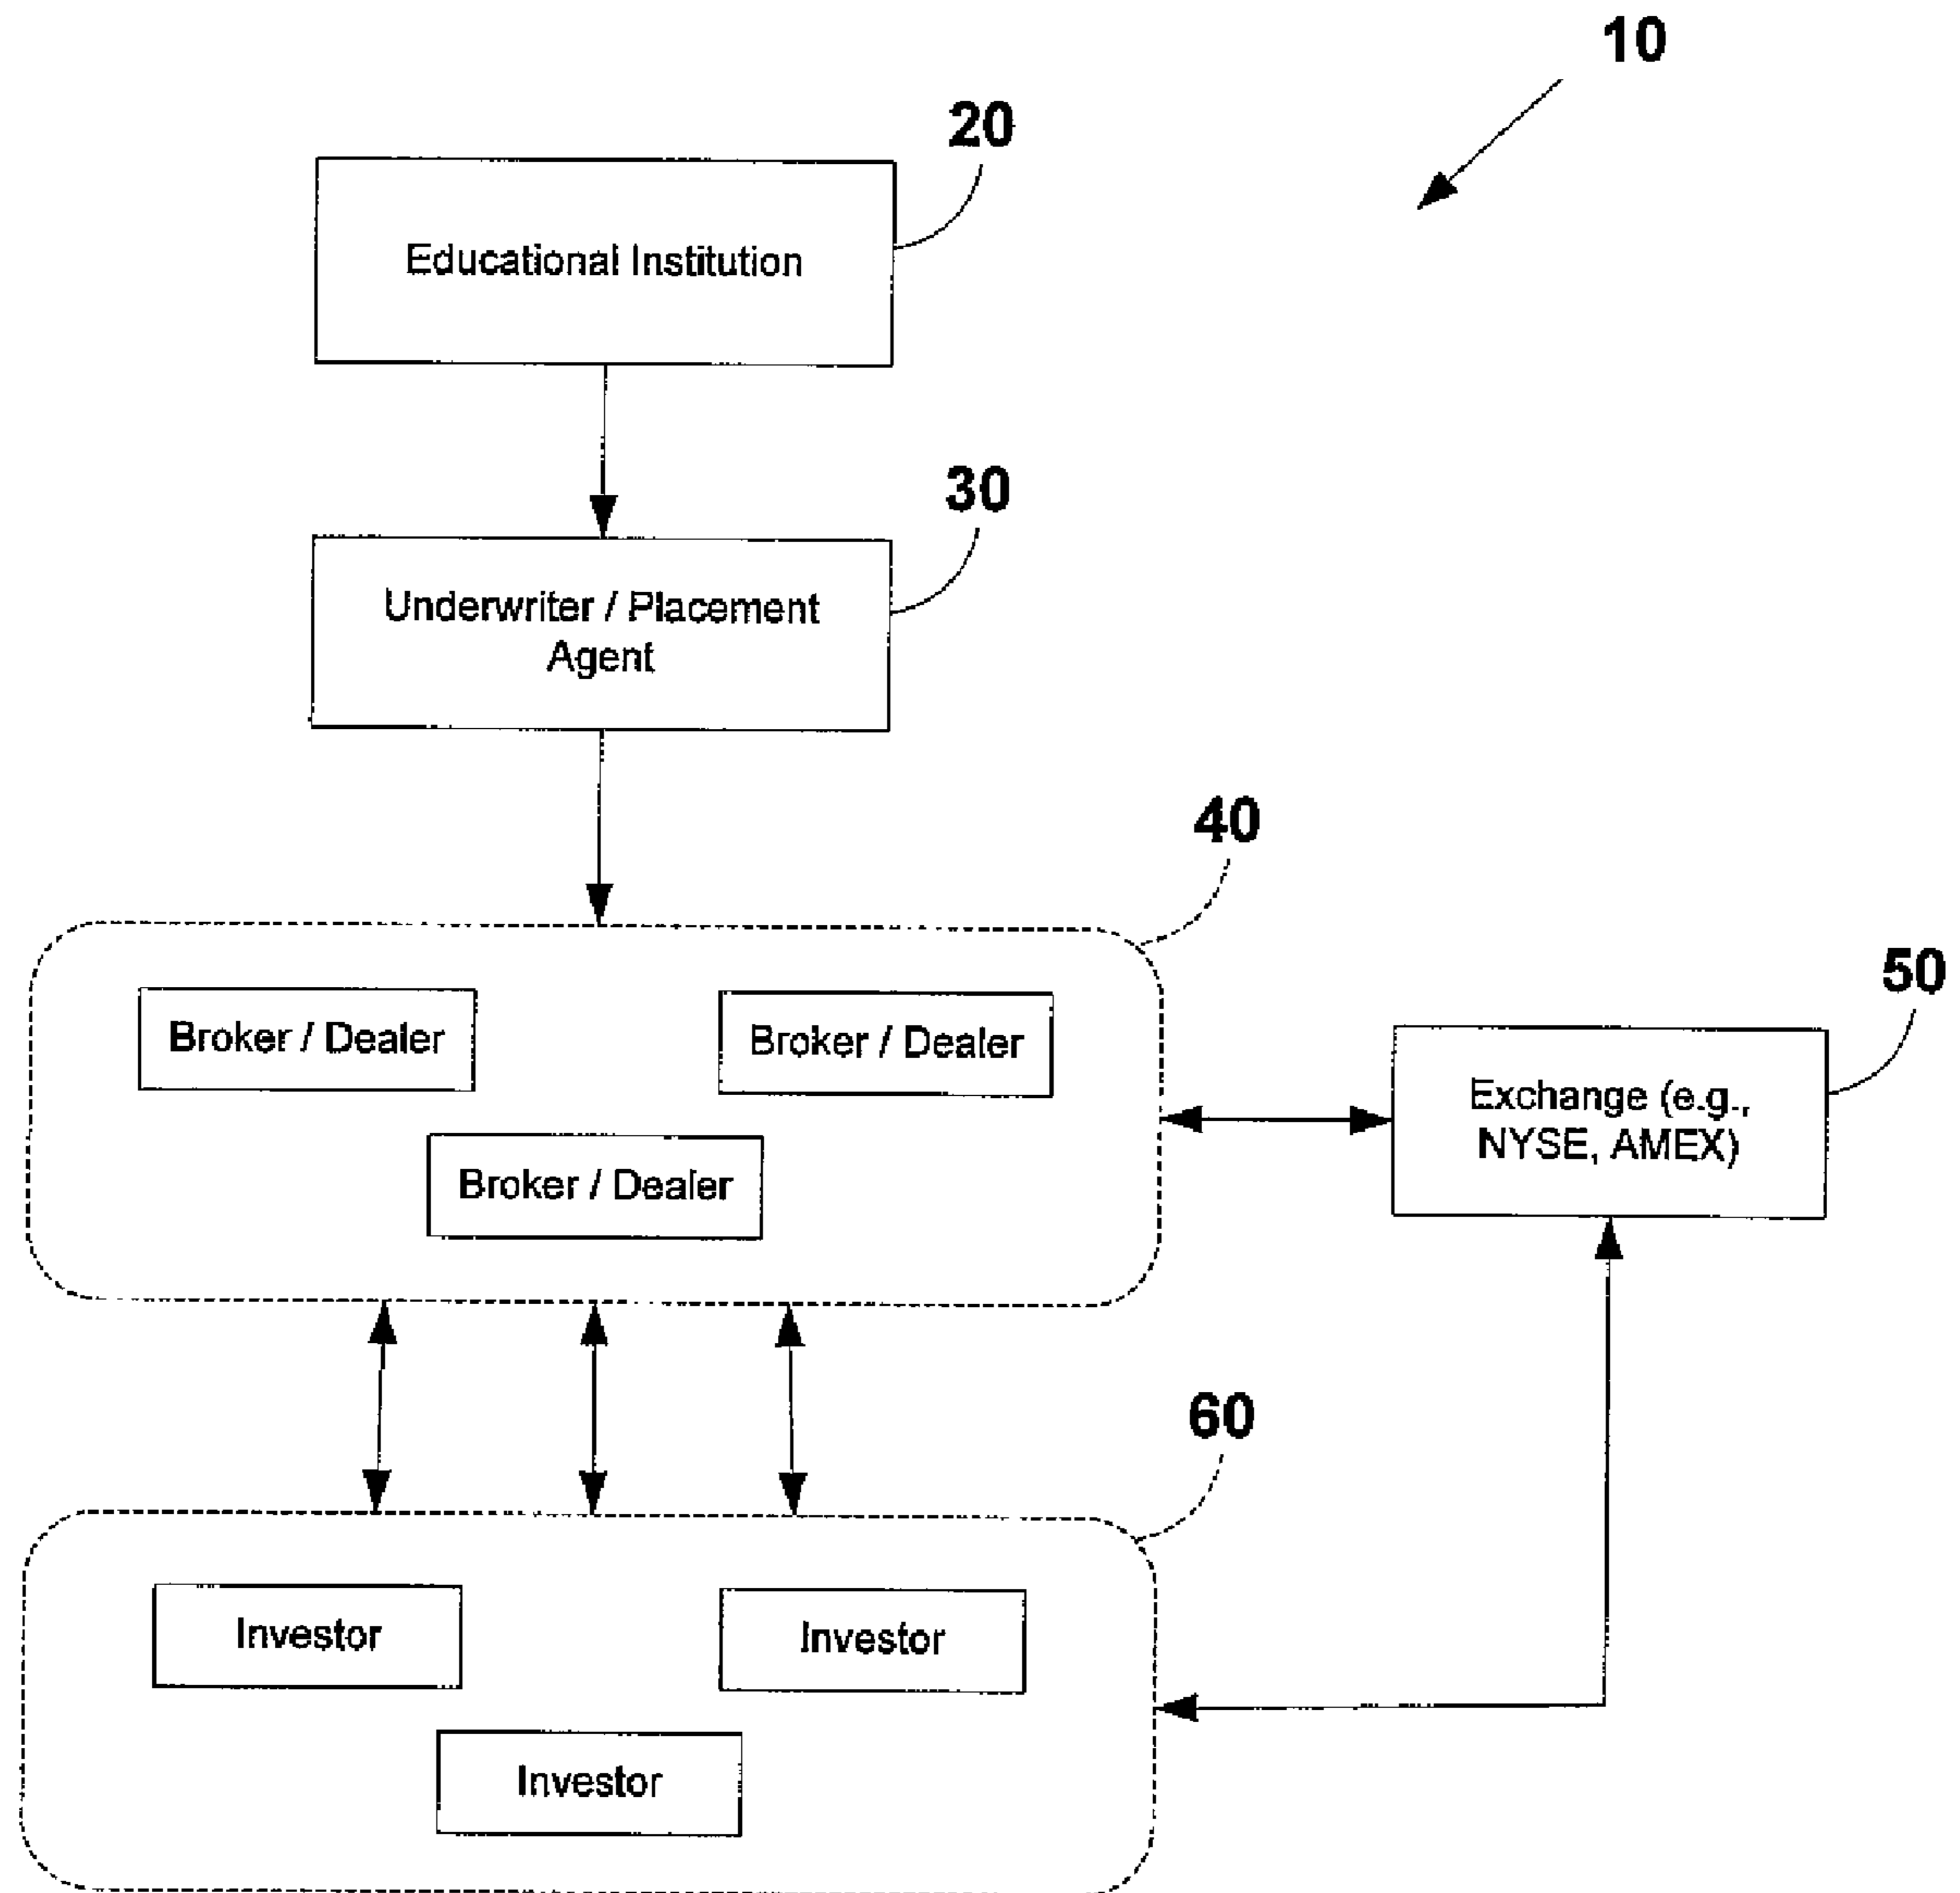 10
20
Educational Institution
30
Underwriter / Placement
Agent
40
Broker / Dealer
Broker / Dealer
Broker / Dealer
50
Exchange (e.g.,
NYSE, AMEX)
60
Investor
Investor
Investor